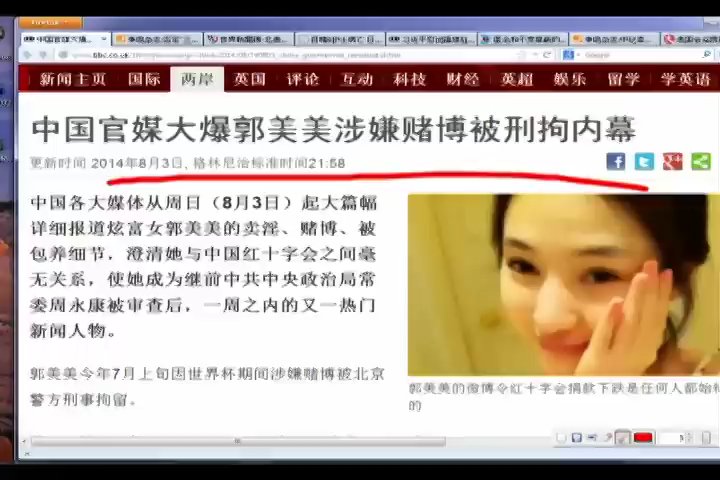 新闻主页 国际 两岸 英国 评论 互动 科技 财经 英超 娱乐 留学 学英语
中国官媒大爆郭美美涉嫌赌博被刑拘内幕
更新时间 2014年8月3日, 格林尼治标准时间21:58
中国各大媒体从周日（8月3日）起大篇幅
详细报道炫富女郭美美的卖淫、赌博、被
包养细节，澄清她与中国红十字会之间毫
无关系，使她成为继前中共中央政治局常
委周永康被审查后，一周之内的又一热门
新闻人物。
郭美美今年7月上旬因世界杯期间涉嫌赌博被北京
警方刑事拘留。
郭美美的微博令红十字会捐款下跌是任何人都始料
的